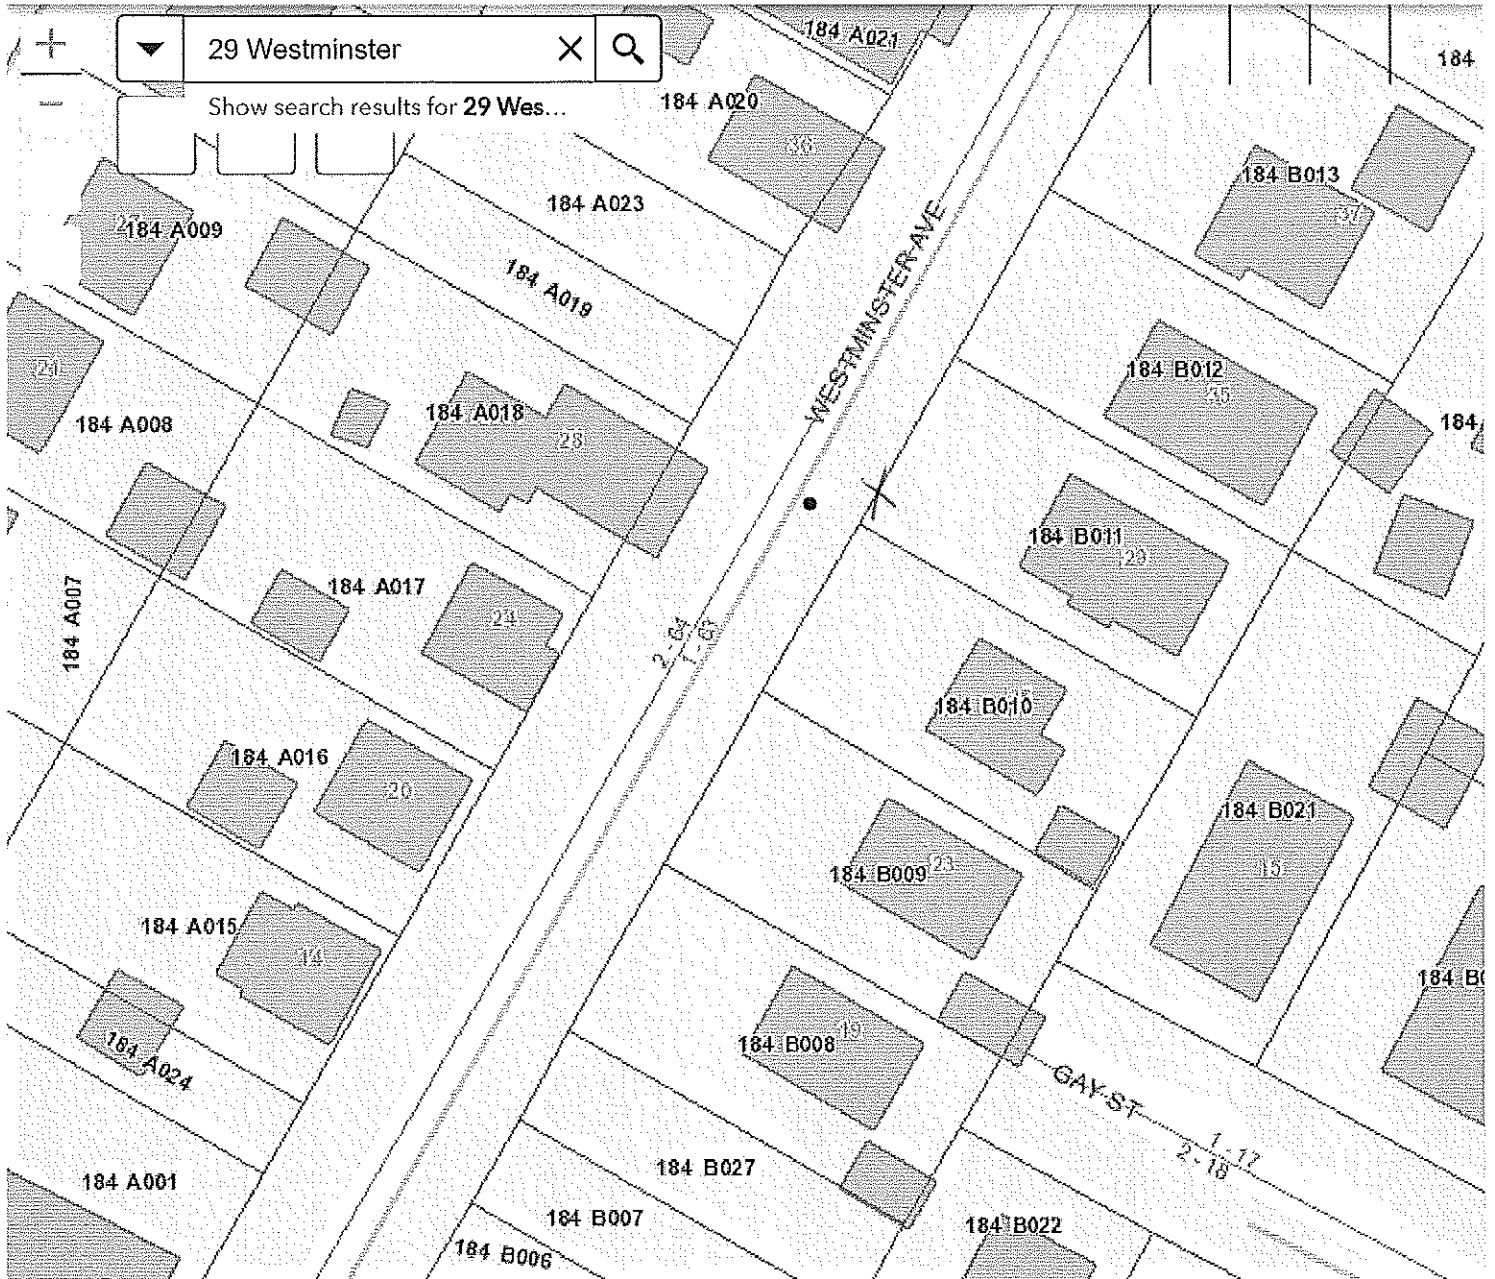 29 Westminster
Show search results for 29 Wes...
184 A021
184
184 A020
36
184 B013
37
184 A023
184 A009
184 A019
WESTMINSTER AVE
21
184 B012
35
184 A018
28
184 A008
184
184 B011
29
184 A007
184 A017
24
2 - 64
1 - 67
184 B010
184 A016
20
184 B021
15
184 B009
23
184 A015
14
184 B0
184 B008
19
184 A024
GAY ST
1 - 17
2 - 18
184 B027
184 A001
184 B007
184 B022
184 B006